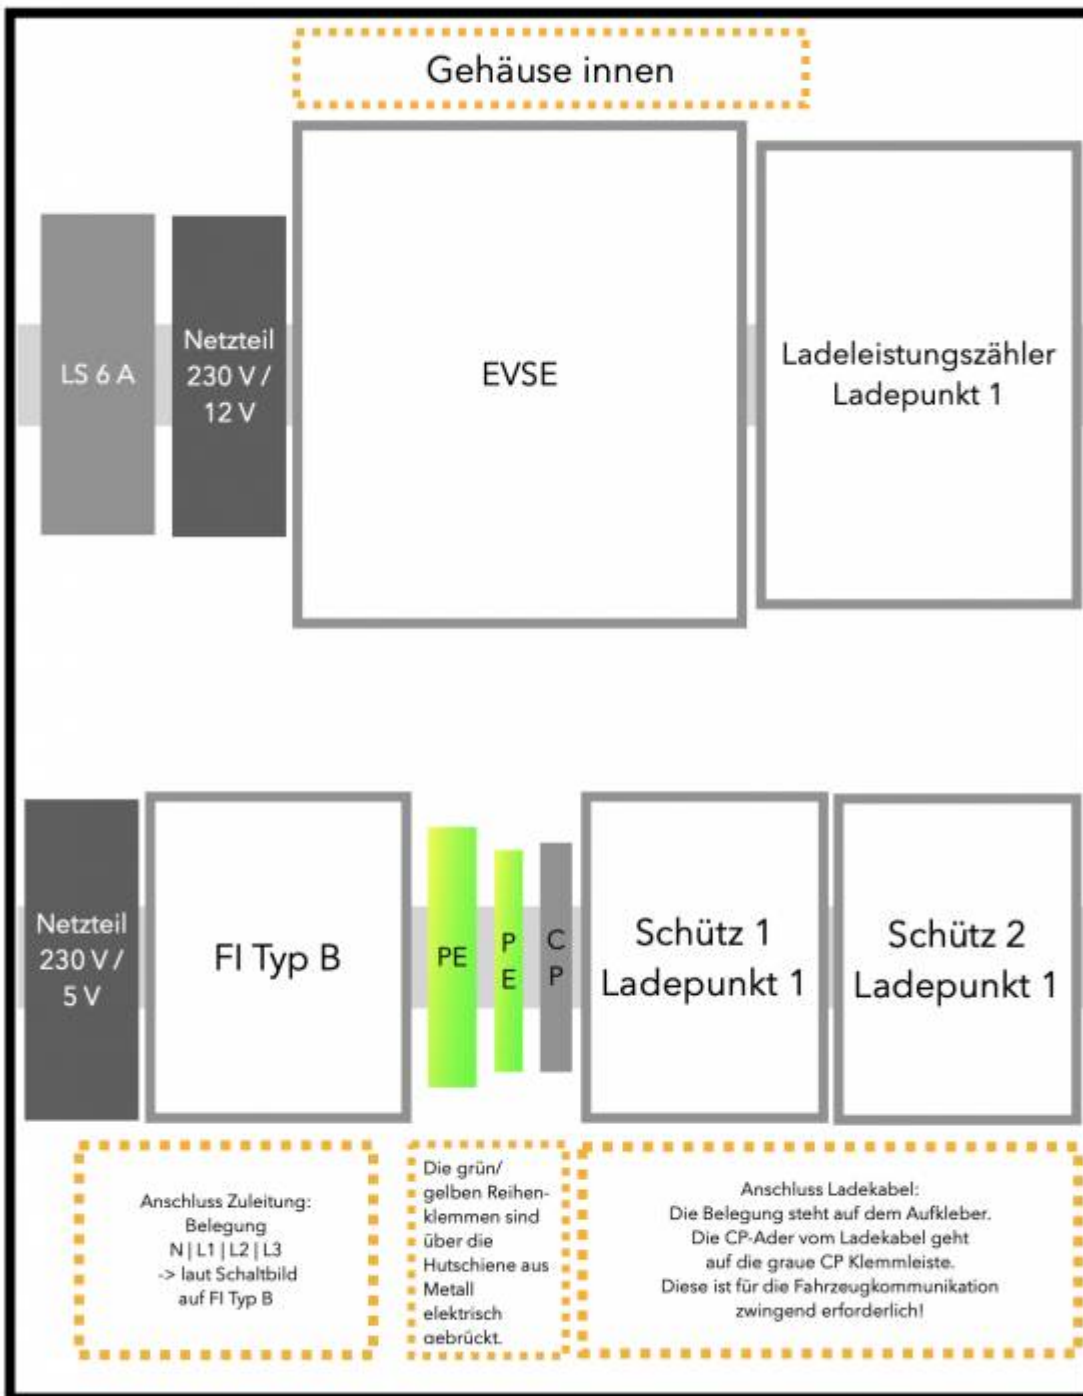 Gehäuse innen
LS 6 A
Netzteil
230 V /
12 V
EVSE
Ladeleistungszähler
Ladepunkt 1
Netzteil
230 V /
5 V
FI Typ B
PE
P
E
C
P
Schütz 1
Ladepunkt 1
Schütz 2
Ladepunkt 1
Anschluss Zuleitung:
Belegung
N | L1 | L2 | L3
-> laut Schaltbild
auf FI Typ B
Die grün/
gelben Reihen-
klemmen sind
über die
Hutschiene aus
Metall
elektrisch
gebrückt.
Anschluss Ladekabel:
Die Belegung steht auf dem Aufkleber.
Die CP-Ader vom Ladekabel geht
auf die graue CP Klemmleiste.
Diese ist für die Fahrzeugkommunikation
zwingend erforderlich!